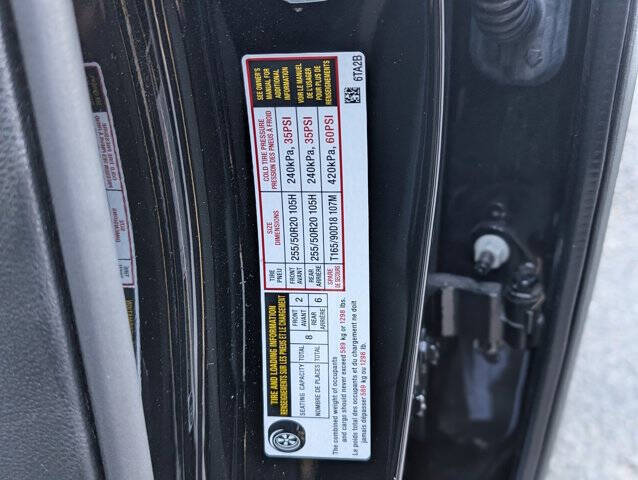 TIRE AND LOADING INFORMATION
RENSEIGNEMENTS SUR LES PNEUS ET LE CHARGEMENT
SEATING CAPACITY TOTAL 8 FRONT AVANT 2 REAR ARRIÈRE 6
NOMBRE DE PLACES TOTAL
The combined weight of occupants
and cargo should never exceed 589 kg or 1298 lbs.
Le poids total des occupants et du chargement ne doit
jamais dépasser 589 kg ou 1298 lb.
TIRE PNEU
SIZE DIMENSIONS
COLD TIRE PRESSURE
PRESSION DES PNEUS À FROID
FRONT AVANT 255/50R20 105H 240kPa, 35PSI
REAR ARRIÈRE 255/50R20 105H 240kPa, 35PSI
SPARE DE SECOURS T165/90D18 107M 420kPa, 60PSI
SEE OWNER'S
MANUAL FOR
ADDITIONAL
INFORMATION
VOIR LE MANUEL
DE L'USAGER
POUR PLUS DE
RENSEIGNEMENTS
6TA2B